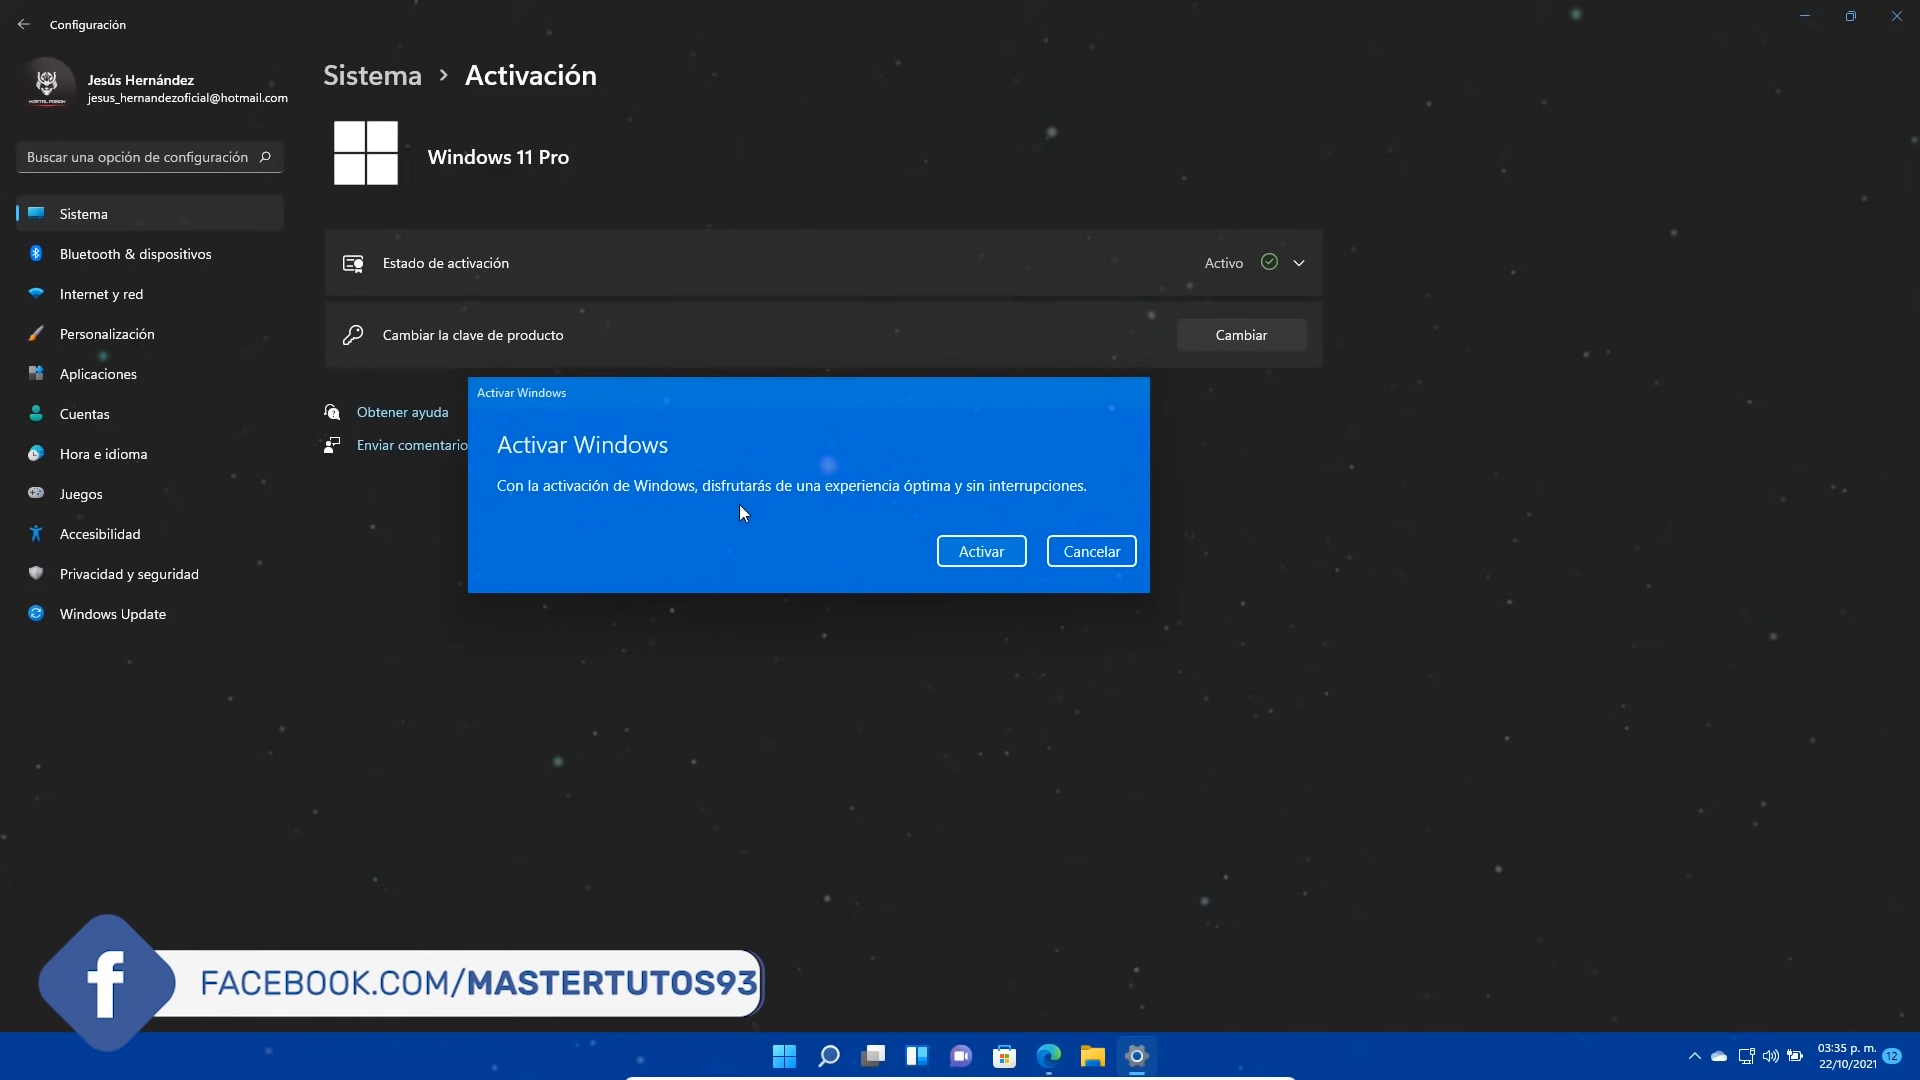 Configuración
Jesús Hernández
jesus_hernandezoficial@hotmail.com
Buscar una opción de configuración
Sistema
Bluetooth & dispositivos
Internet y red
Personalización
Aplicaciones
Cuentas
Hora e idioma
Juegos
Accesibilidad
Privacidad y seguridad
Windows Update
Sistema > Activación
Windows 11 Pro
Estado de activación Activo
Cambiar la clave de producto Cambiar
Obtener ayuda
Enviar comentario
Activar Windows
Activar Windows
Con la activación de Windows, disfrutarás de una experiencia óptima y sin interrupciones.
Activar Cancelar
f FACEBOOK.COM/MASTERTUTOS93
03:35 p. m.
22/10/2021
12